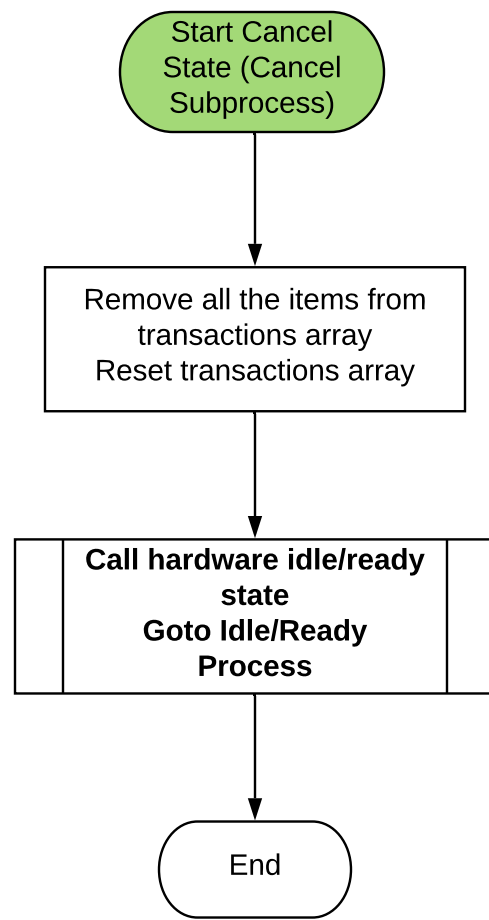 Start Cancel
State (Cancel
Subprocess)
Remove all the items from
transactions array
Reset transactions array
Call hardware idle/ready
state
Goto Idle/Ready
Process
End